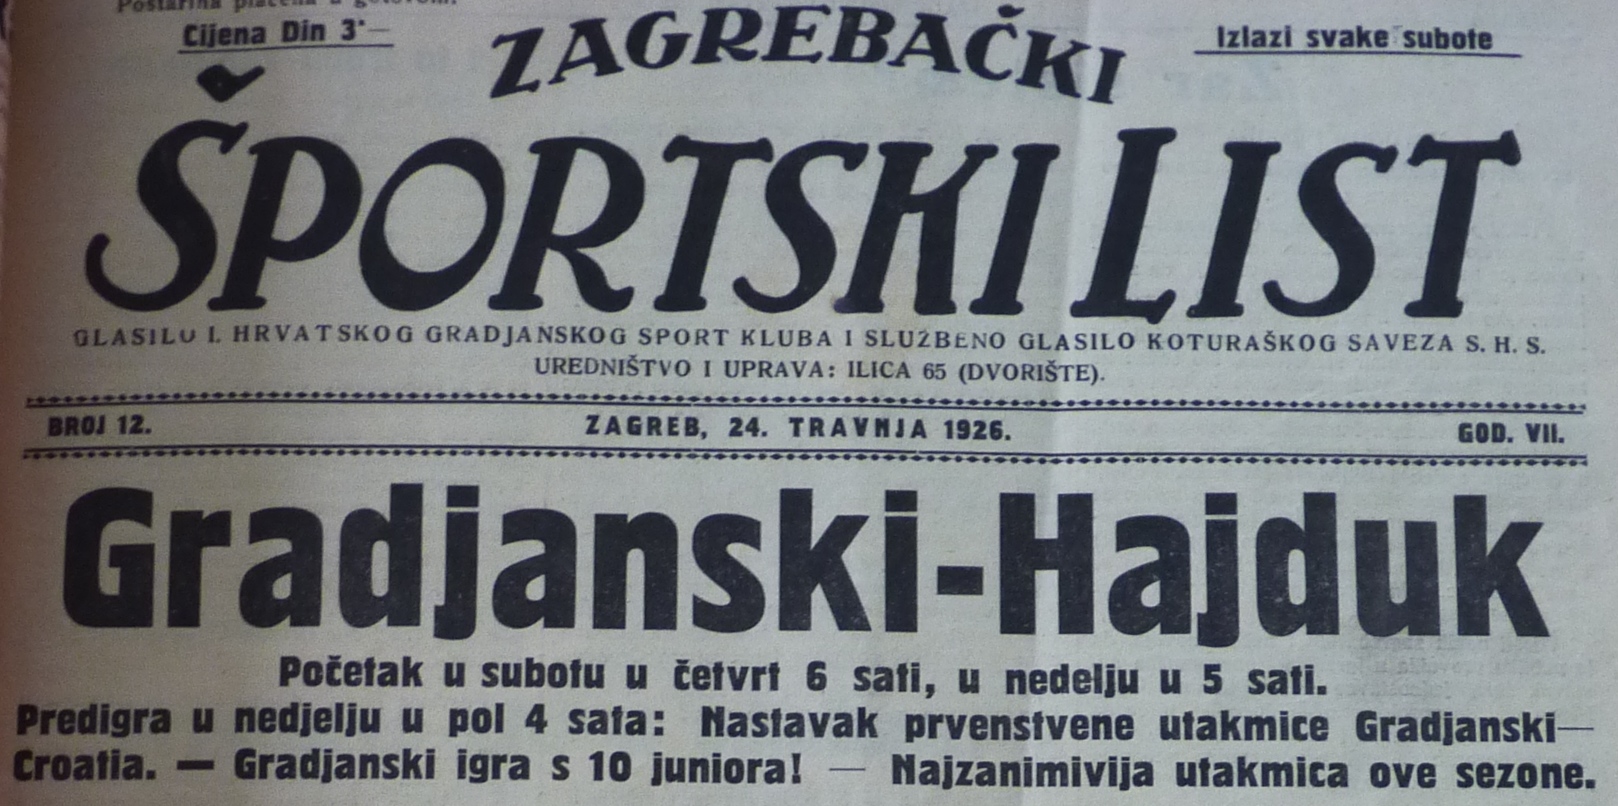 Poštarina plaćena u gotovom.
Cijena Din 3·—
ZAGREBAČKI
Izlazi svake subote
ŠPORTSKI LIST
GLASILO I. HRVATSKOG GRADJANSKOG SPORT KLUBA I SLUŽBENO GLASILO KOTURAŠKOG SAVEZA S. H. S.
UREDNIŠTVO I UPRAVA: ILICA 65 (DVORIŠTE).
BROJ 12. ZAGREB, 24. TRAVNJA 1926. GOD. VII.
Gradjanski-Hajduk
Početak u subotu u četvrt 6 sati, u nedelju u 5 sati.
Predigra u nedjelju u pol 4 sata: Nastavak prvenstvene utakmice Gradjanski—
Croatia. — Gradjanski igra s 10 juniora! — Najzanimivija utakmica ove sezone.